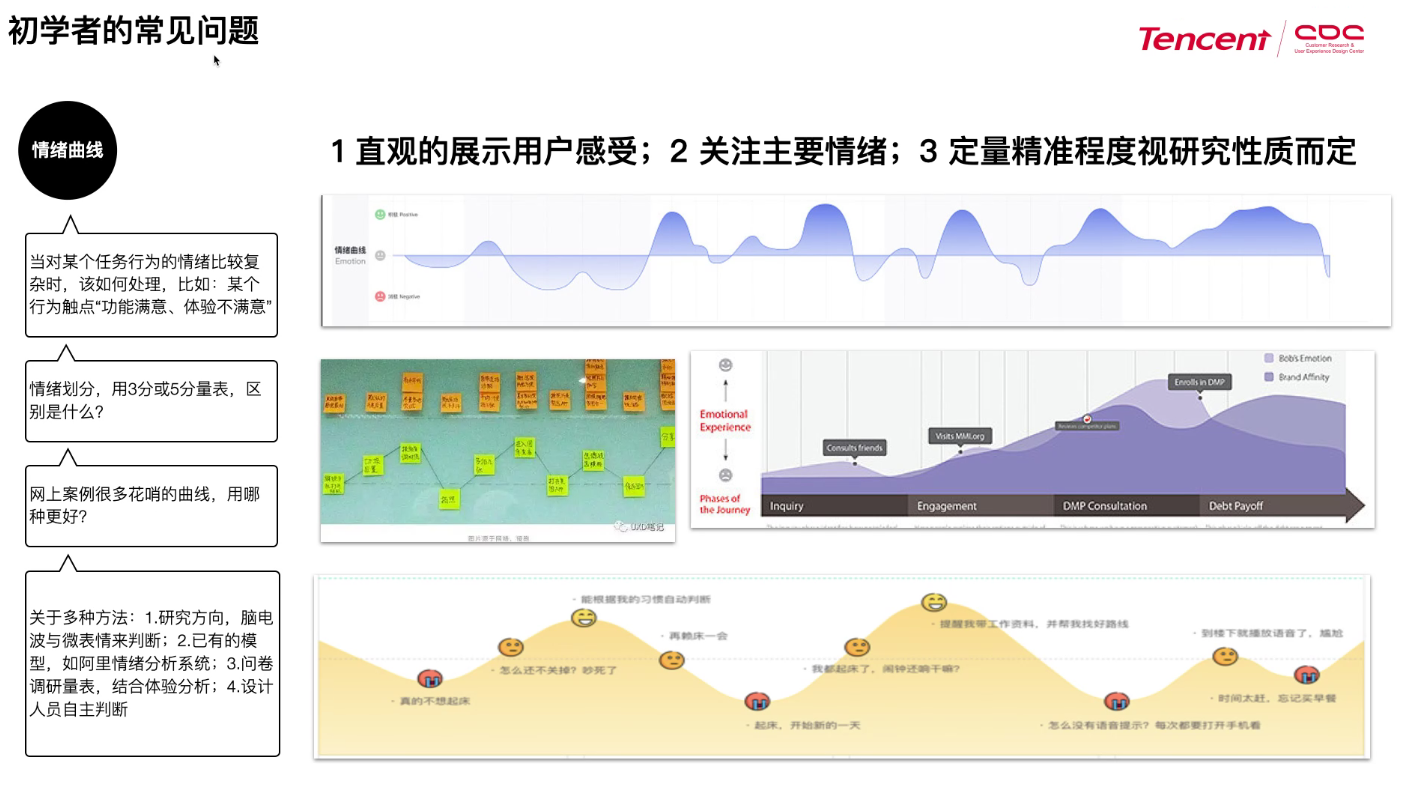 初学者的常见问题
Tencent
CDC
Customer Research &
User Experience Design Center
情绪曲线
1 直观的展示用户感受；2 关注主要情绪；3 定量精准程度视研究性质而定
当对某个任务行为的情绪比较复
杂时，该如何处理，比如：某个
行为触点“功能满意、体验不满意”
情绪划分，用3分或5分量表，区
别是什么？
网上案例很多花哨的曲线，用哪
种更好？
关于多种方法：1.研究方向，脑电
波与微表情来判断；2.已有的模
型，如阿里情绪分析系统；3.问卷
调研量表，结合体验分析；4.设计
人员自主判断
积极 Positive
情绪曲线
Emotion
消极 Negative
UXD笔记
Emotional
Experience
Phases of
the Journey
Bob's Emotion
Brand Affinity
Enrolls in DMP
Reviews competitor plans
Visits MMI.org
Consults friends
Inquiry
Engagement
DMP Consultation
Debt Payoff
能根据我的习惯自动判断
再赖床一会
怎么还不关掉？吵死了
真的不想起床
起床，开始新的一天
我都起床了，闹钟还响干嘛？
提醒我带工作资料，并帮我找好路线
到楼下就播放语音了，尴尬
时间太赶，忘记买早餐
怎么没有语音提示？每次都要打开手机看